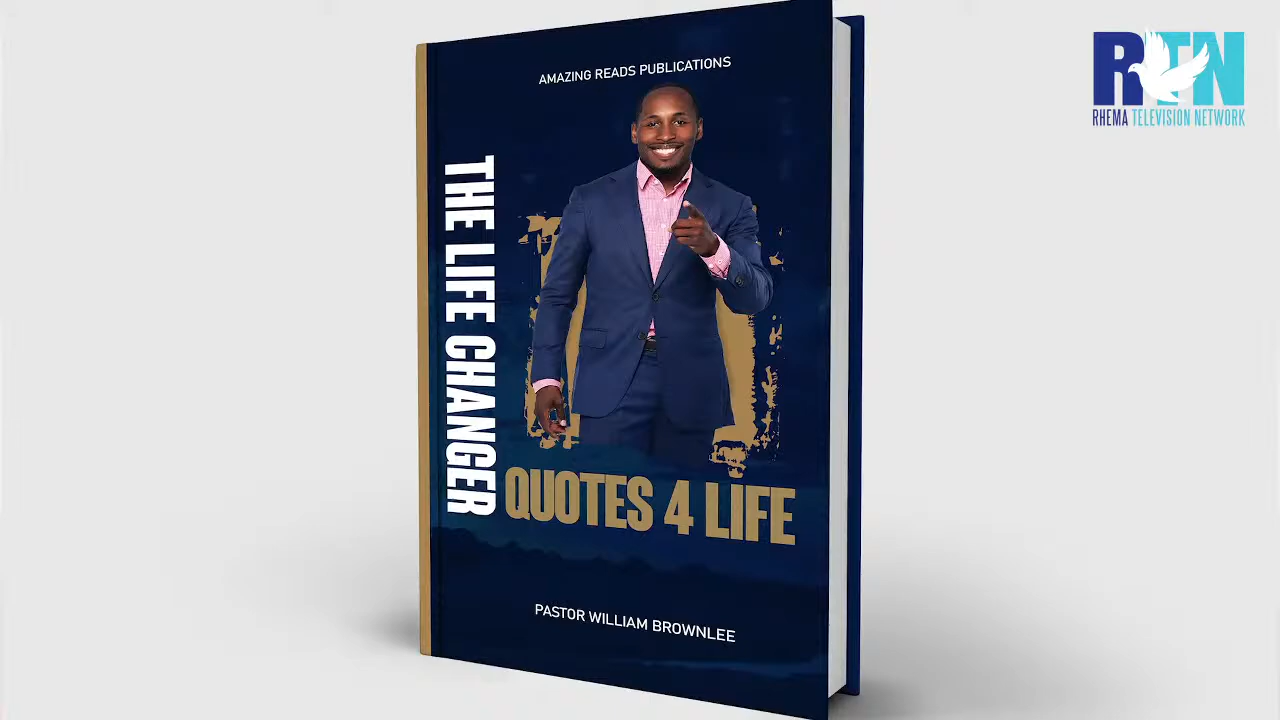 AMAZING READS PUBLICATIONS
THE LIFE CHANGER
QUOTES 4 LIFE
PASTOR WILLIAM BROWNLEE
RTN
RHEMA TELEVISION NETWORK